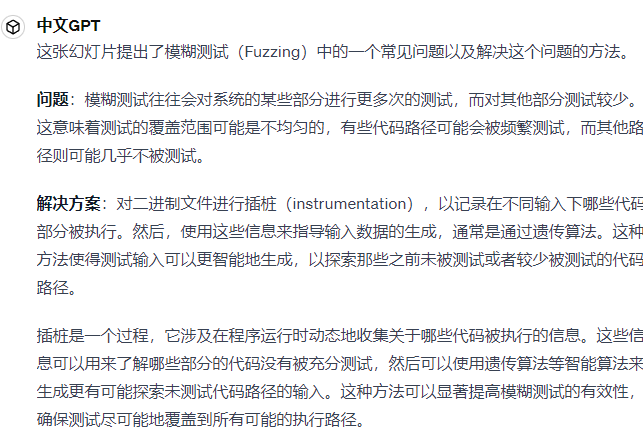 中文GPT
这张幻灯片提出了模糊测试（Fuzzing）中的一个常见问题以及解决这个问题的方法。
问题：模糊测试往往会对系统的某些部分进行更多次的测试，而对其他部分测试较少。
这意味着测试的覆盖范围可能是不均匀的，有些代码路径可能会被频繁测试，而其他路
径则可能几乎不被测试。
解决方案：对二进制文件进行插桩（instrumentation），以记录在不同输入下哪些代码
部分被执行。然后，使用这些信息来指导输入数据的生成，通常是通过遗传算法。这种
方法使得测试输入可以更智能地生成，以探索那些之前未被测试或者较少被测试的代码
路径。
插桩是一个过程，它涉及在程序运行时动态地收集关于哪些代码被执行的信息。这些信
息可以用来了解哪些部分的代码没有被充分测试，然后可以使用遗传算法等智能算法来
生成更有可能探索未测试代码路径的输入。这种方法可以显著提高模糊测试的有效性，
确保测试尽可能地覆盖到所有可能的执行路径。